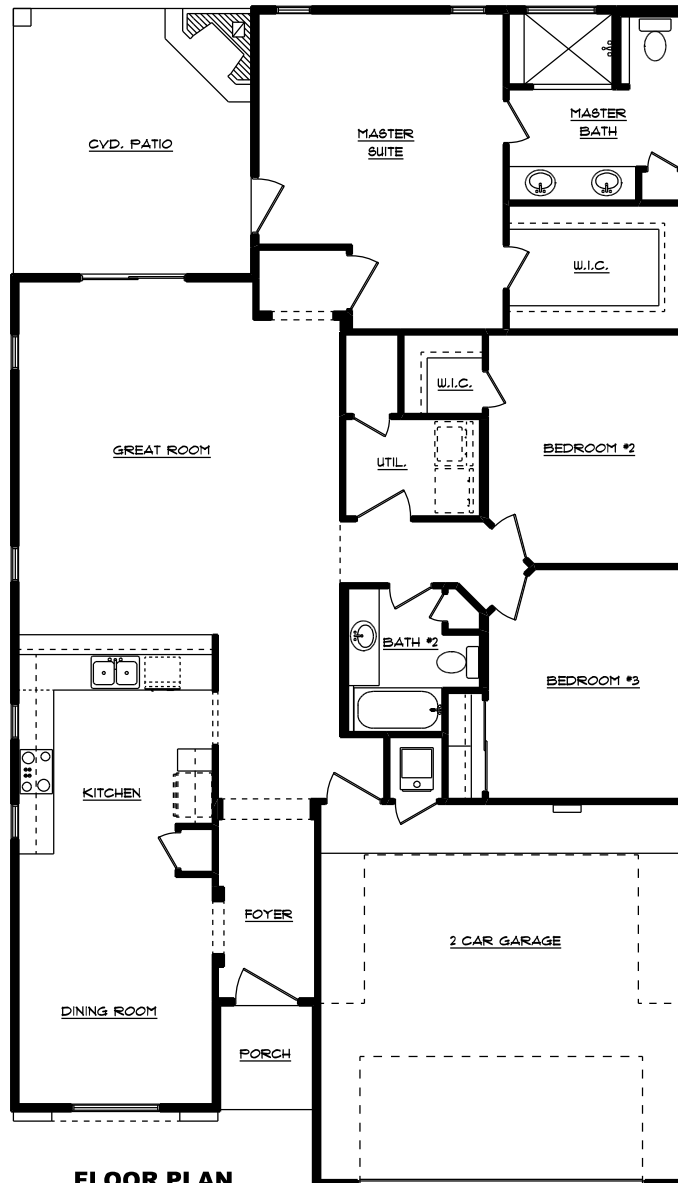 CVD. PATIO
MASTER
SUITE
MASTER
BATH
W.I.C.
W.I.C.
GREAT ROOM
UTIL.
BEDROOM #2
BATH #2
BEDROOM #3
KITCHEN
FOYER
2 CAR GARAGE
DINING ROOM
PORCH
FLOOR PLAN